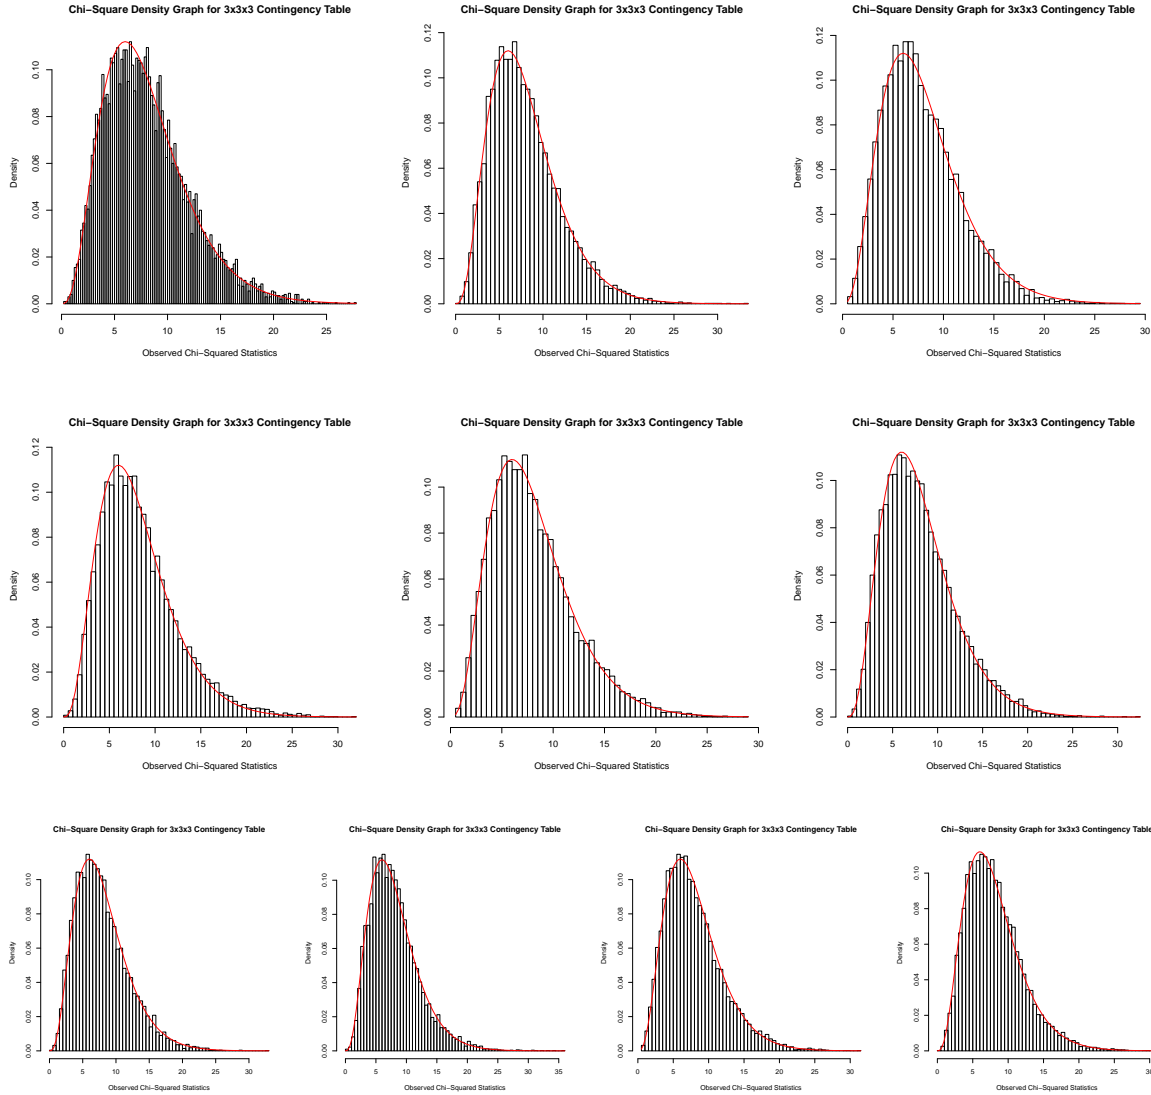 Chi−Square Density Graph for 3x3x3 Contingency Table
Density
0.00 0.02 0.04 0.06 0.08 0.10
0 5 10 15 20 25
Observed Chi−Squared Statistics
Chi−Square Density Graph for 3x3x3 Contingency Table
Density
0.00 0.02 0.04 0.06 0.08 0.10 0.12
0 5 10 15 20 25 30
Observed Chi−Squared Statistics
Chi−Square Density Graph for 3x3x3 Contingency Table
Density
0.00 0.02 0.04 0.06 0.08 0.10 0.12
0 5 10 15 20 25 30
Observed Chi−Squared Statistics
Chi−Square Density Graph for 3x3x3 Contingency Table
Density
0.00 0.02 0.04 0.06 0.08 0.10 0.12
0 5 10 15 20 25 30
Observed Chi−Squared Statistics
Chi−Square Density Graph for 3x3x3 Contingency Table
Density
0.00 0.02 0.04 0.06 0.08 0.10
0 5 10 15 20 25 30
Observed Chi−Squared Statistics
Chi−Square Density Graph for 3x3x3 Contingency Table
Density
0.00 0.02 0.04 0.06 0.08 0.10
0 5 10 15 20 25 30
Observed Chi−Squared Statistics
Chi−Square Density Graph for 3x3x3 Contingency Table
Density
0.00 0.02 0.04 0.06 0.08 0.10
0 5 10 15 20 25 30
Observed Chi−Squared Statistics
Chi−Square Density Graph for 3x3x3 Contingency Table
Density
0.00 0.02 0.04 0.06 0.08 0.10
0 5 10 15 20 25 30 35
Observed Chi−Squared Statistics
Chi−Square Density Graph for 3x3x3 Contingency Table
Density
0.00 0.02 0.04 0.06 0.08 0.10
0 5 10 15 20 25 30
Observed Chi−Squared Statistics
Chi−Square Density Graph for 3x3x3 Contingency Table
Density
0.00 0.02 0.04 0.06 0.08 0.10
0 5 10 15 20 25 30
Observed Chi−Squared Statistics